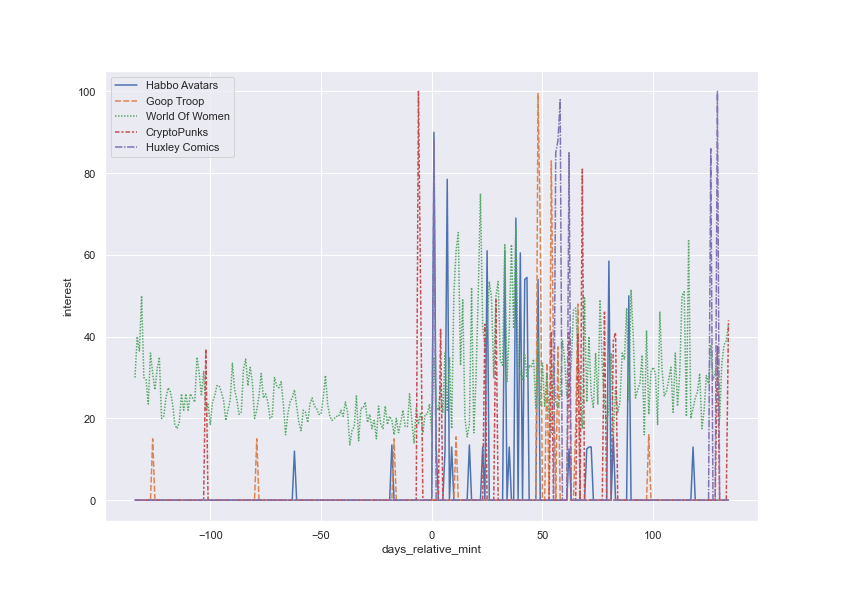 Habbo Avatars
Goop Troop
World Of Women
CryptoPunks
Huxley Comics
100
80
60
40
20
0
interest
−100
−50
0
50
100
days_relative_mint